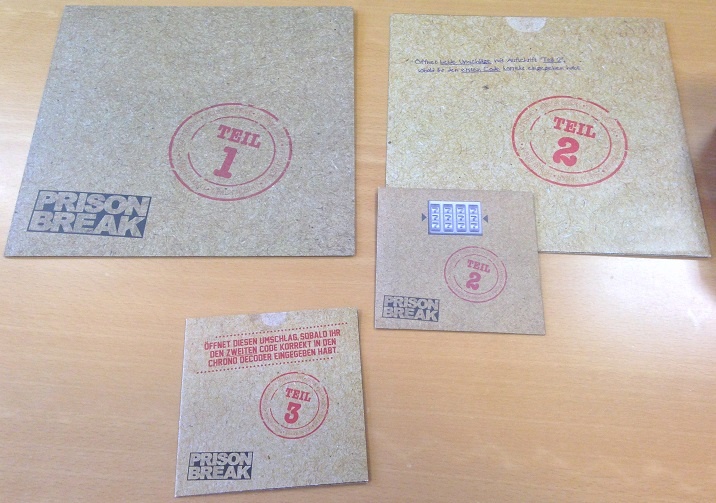 TEIL
1
PRISON
BREAK
Öffnet beide Umschläge mit Aufschrift "Teil 2",
sobald ihr den ersten Code korrekt eingegeben habt.
TEIL
2
TEIL
2
PRISON
BREAK
ÖFFNET DIESEN UMSCHLAG, SOBALD IHR
DEN ZWEITEN CODE KORREKT IN DEN
CHRONO DECODER EINGEGEBEN HABT.
TEIL
3
PRISON
BREAK